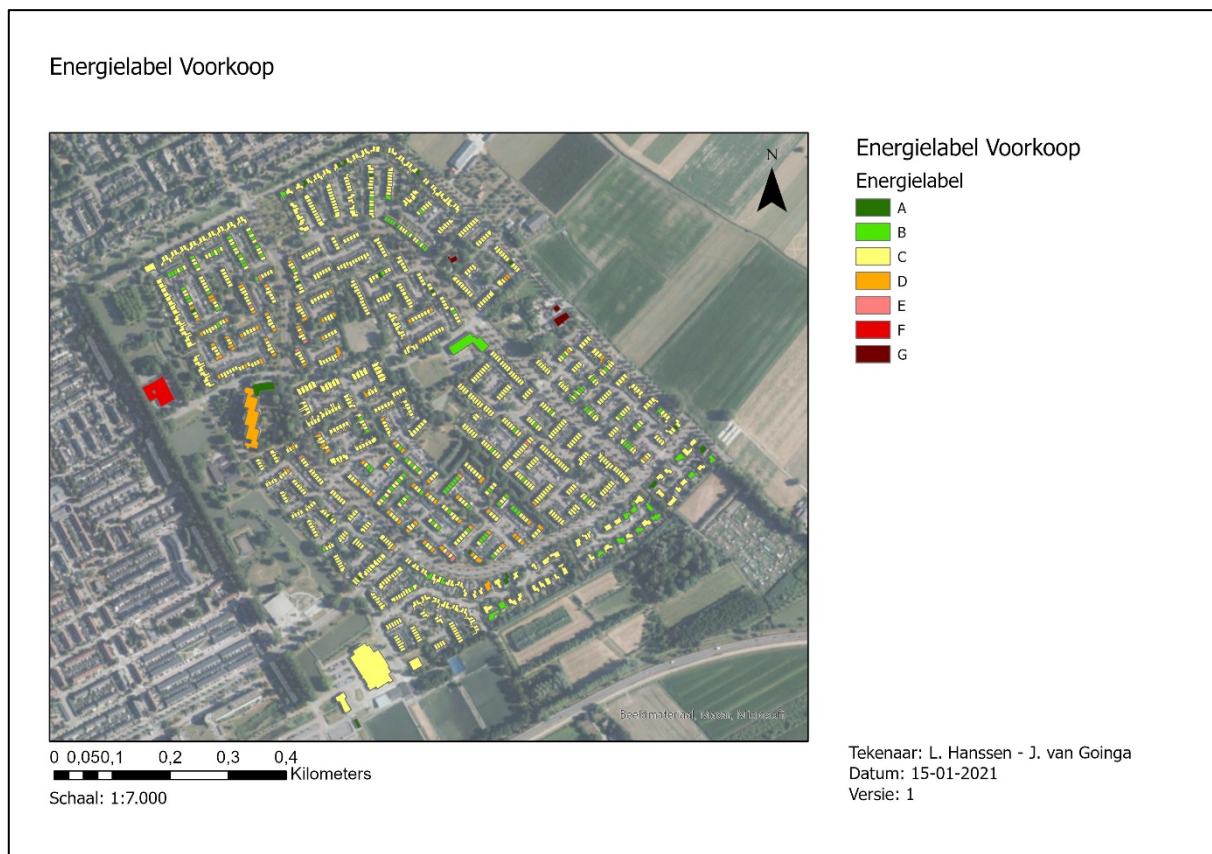 Energielabel Voorkoop
N
Energielabel Voorkoop
Energielabel
A
B
C
D
E
F
G
Beeldmateriaal,
0 0,050,1 0,2 0,3 0,4
Kilometers
Schaal: 1:7.000
Tekenaar: L. Hanssen - J. van Goinga
Datum: 15-01-2021
Versie: 1